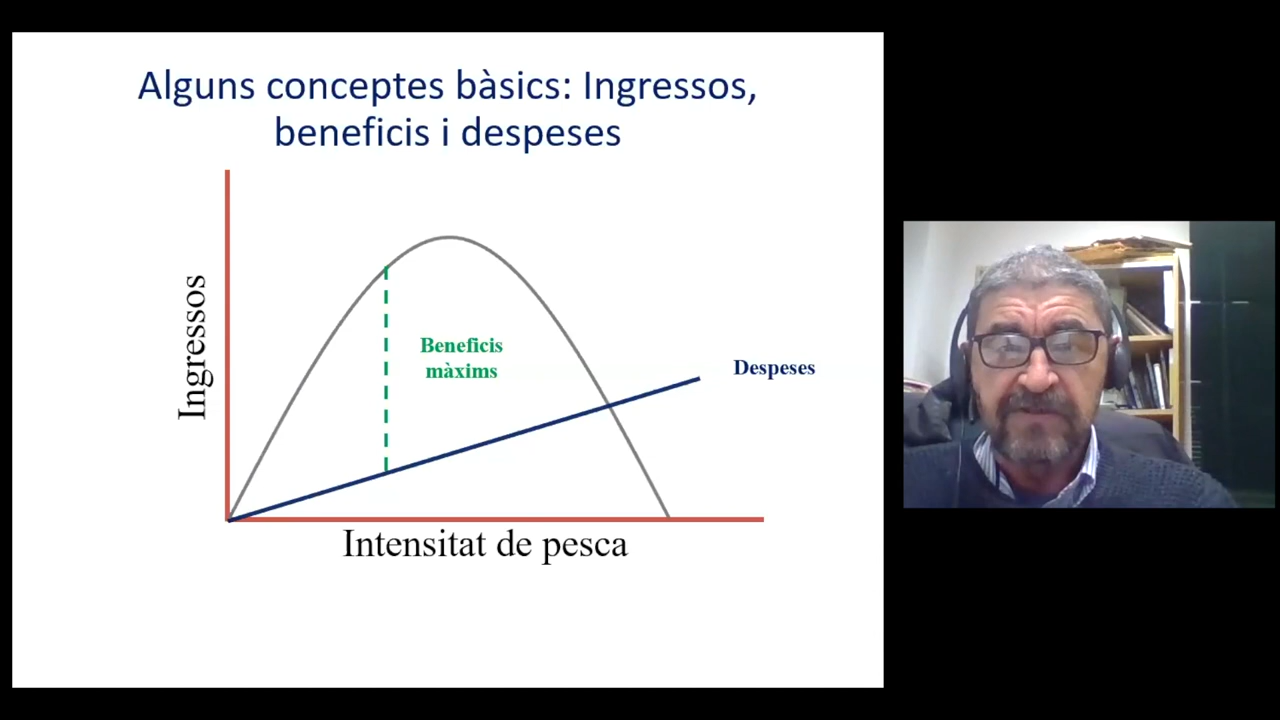 Alguns conceptes bàsics: Ingressos,
beneficis i despeses
Ingressos
Beneficis
màxims
Despeses
Intensitat de pesca